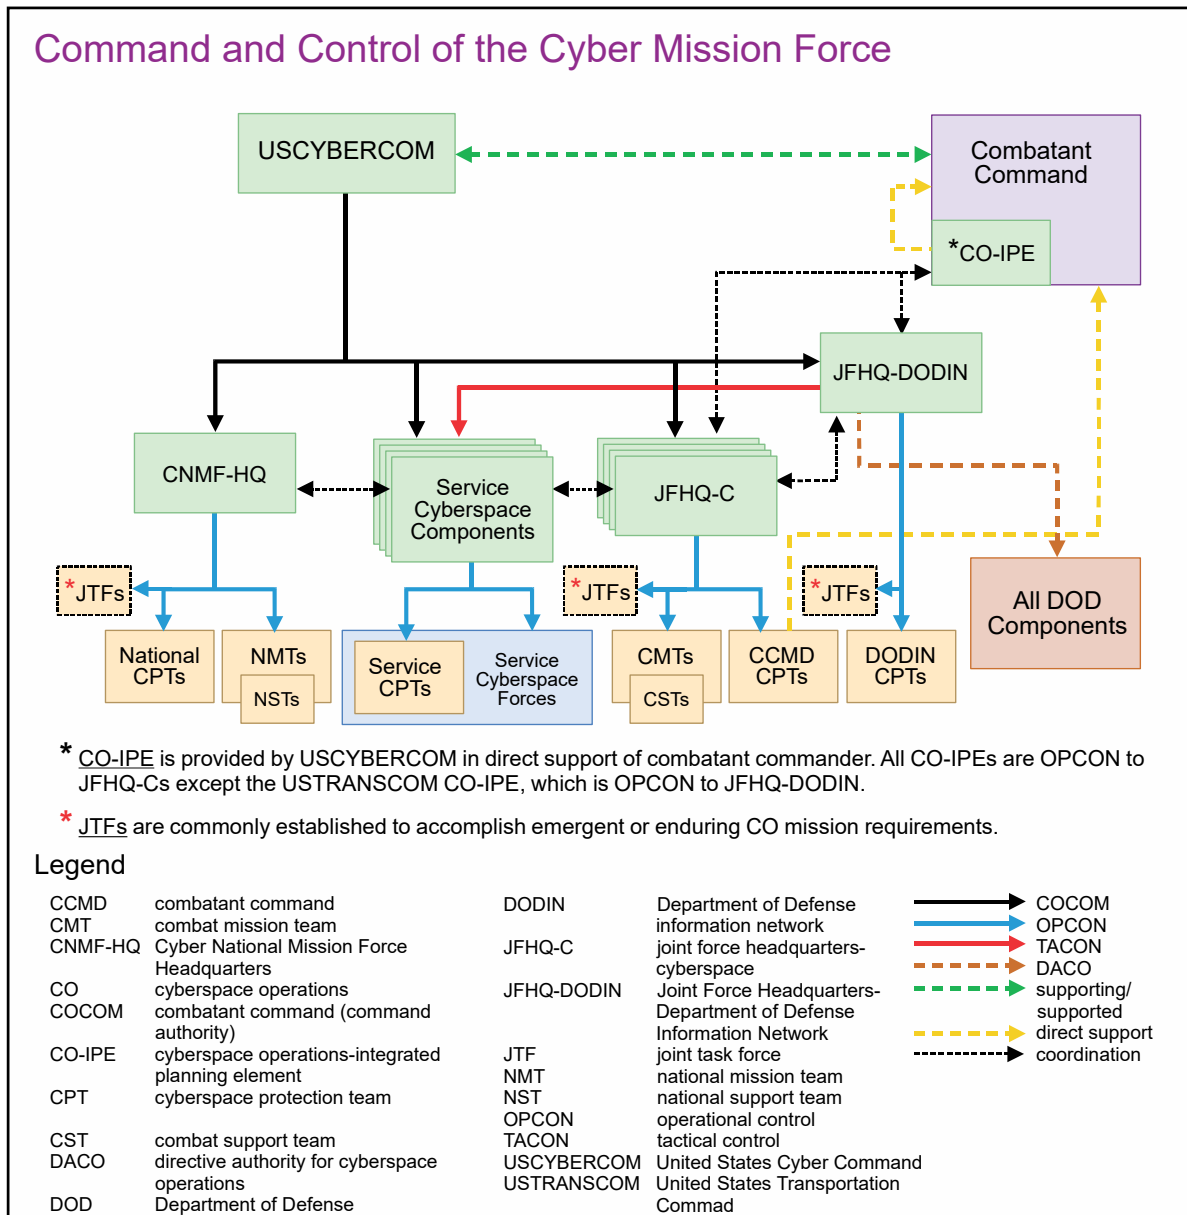 Command and Control of the Cyber Mission Force
USCYBERCOM
Combatant
Command
*CO-IPE
JFHQ-DODIN
CNMF-HQ
Service
Cyberspace
Components
JFHQ-C
*JTFs
*JTFs
*JTFs
All DOD
Components
National
CPTs
NMTs
NSTs
Service
CPTs
Service
Cyberspace
Forces
CMTs
CSTs
CCMD
CPTs
DODIN
CPTs
* CO-IPE is provided by USCYBERCOM in direct support of combatant commander. All CO-IPEs are OPCON to
JFHQ-Cs except the USTRANSCOM CO-IPE, which is OPCON to JFHQ-DODIN.
* JTFs are commonly established to accomplish emergent or enduring CO mission requirements.
Legend
CCMD combatant command
CMT combat mission team
CNMF-HQ Cyber National Mission Force
Headquarters
CO cyberspace operations
COCOM combatant command (command
authority)
CO-IPE cyberspace operations-integrated
planning element
CPT cyberspace protection team
CST combat support team
DACO directive authority for cyberspace
operations
DOD Department of Defense
DODIN Department of Defense
information network
JFHQ-C joint force headquarters-
cyberspace
JFHQ-DODIN Joint Force Headquarters-
Department of Defense
Information Network
JTF joint task force
NMT national mission team
NST national support team
OPCON operational control
TACON tactical control
USCYBERCOM United States Cyber Command
USTRANSCOM United States Transportation
Commad
COCOM
OPCON
TACON
DACO
supporting/
supported
direct support
coordination